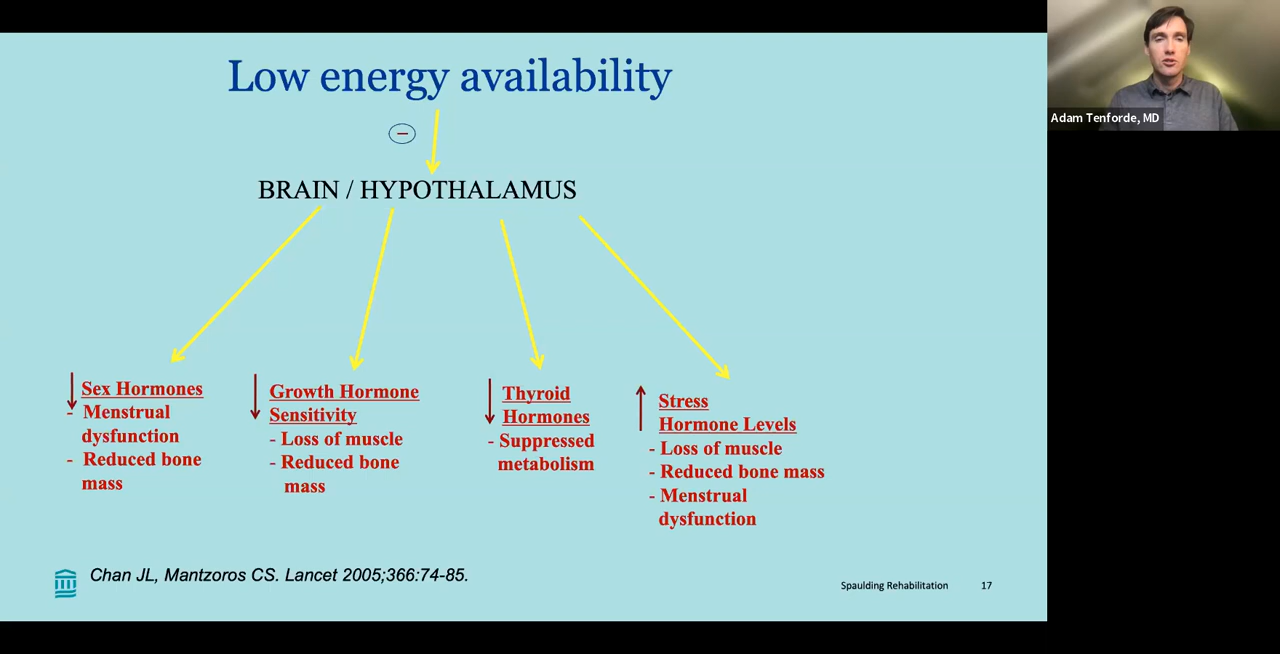 Low energy availability
−
BRAIN / HYPOTHALAMUS
Sex Hormones
- Menstrual
dysfunction
- Reduced bone
mass
Growth Hormone
Sensitivity
- Loss of muscle
- Reduced bone
mass
Thyroid
Hormones
- Suppressed
metabolism
Stress
Hormone Levels
- Loss of muscle
- Reduced bone mass
- Menstrual
dysfunction
Chan JL, Mantzoros CS. Lancet 2005;366:74-85.
Spaulding Rehabilitation 17
Adam Tenforde, MD